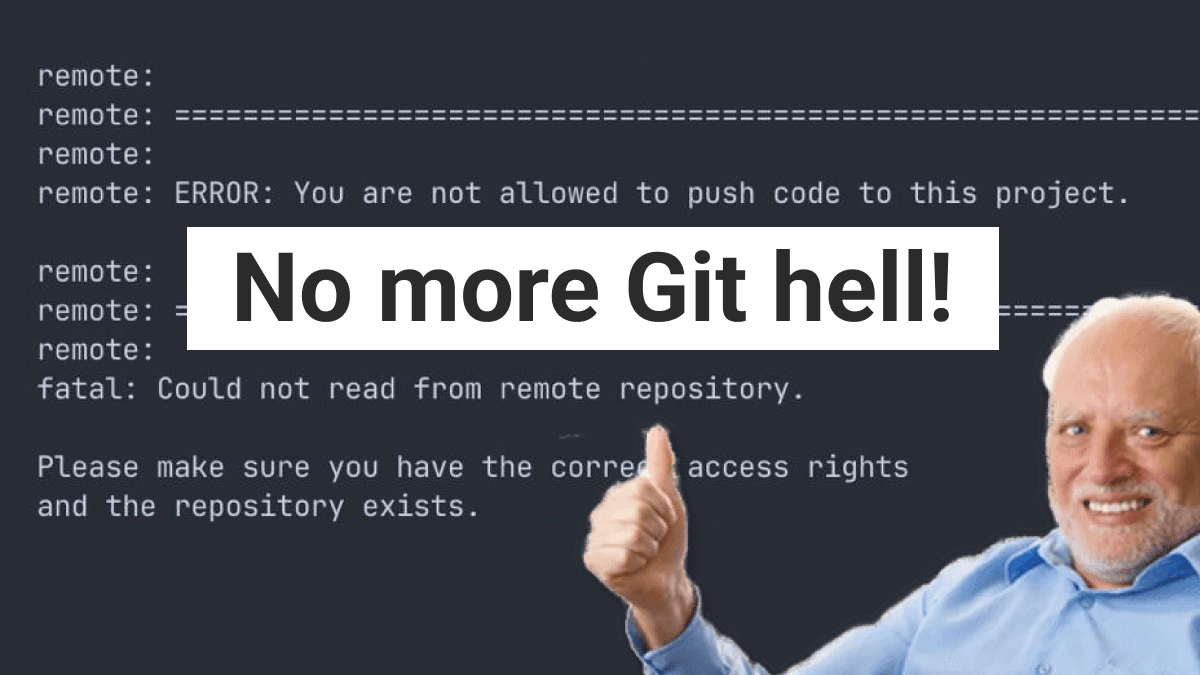 remote:
remote: ============================================================
remote:
remote: ERROR: You are not allowed to push code to this project.
No more Git hell!
remote:
remote: =
=====
remote:
fatal: Could not read from remote repository.
Please make sure you have the access rights
and the repository exists.